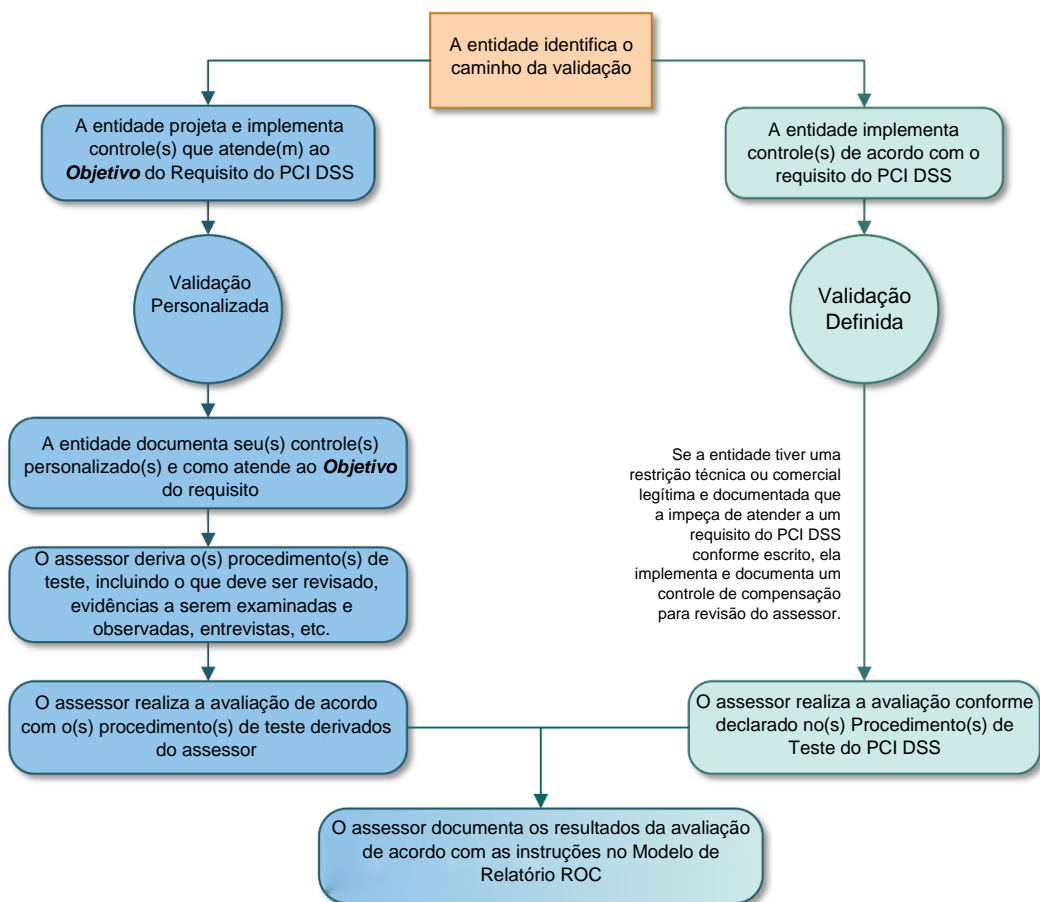 A entidade identifica o
caminho da validação
A entidade projeta e implementa
controle(s) que atende(m) ao
Objetivo do Requisito do PCI DSS
Validação
Personalizada
A entidade documenta seu(s) controle(s)
personalizado(s) e como atende ao Objetivo
do requisito
O assessor deriva o(s) procedimento(s) de
teste, incluindo o que deve ser revisado,
evidências a serem examinadas e
observadas, entrevistas, etc.
O assessor realiza a avaliação de acordo
com o(s) procedimento(s) de teste derivados
do assessor
A entidade implementa
controle(s) de acordo com o
requisito do PCI DSS
Validação
Definida
Se a entidade tiver uma
restrição técnica ou comercial
legítima e documentada que
a impeça de atender a um
requisito do PCI DSS
conforme escrito, ela
implementa e documenta um
controle de compensação
para revisão do assessor.
O assessor realiza a avaliação conforme
declarado no(s) Procedimento(s) de
Teste do PCI DSS
O assessor documenta os resultados da avaliação
de acordo com as instruções no Modelo de
Relatório ROC